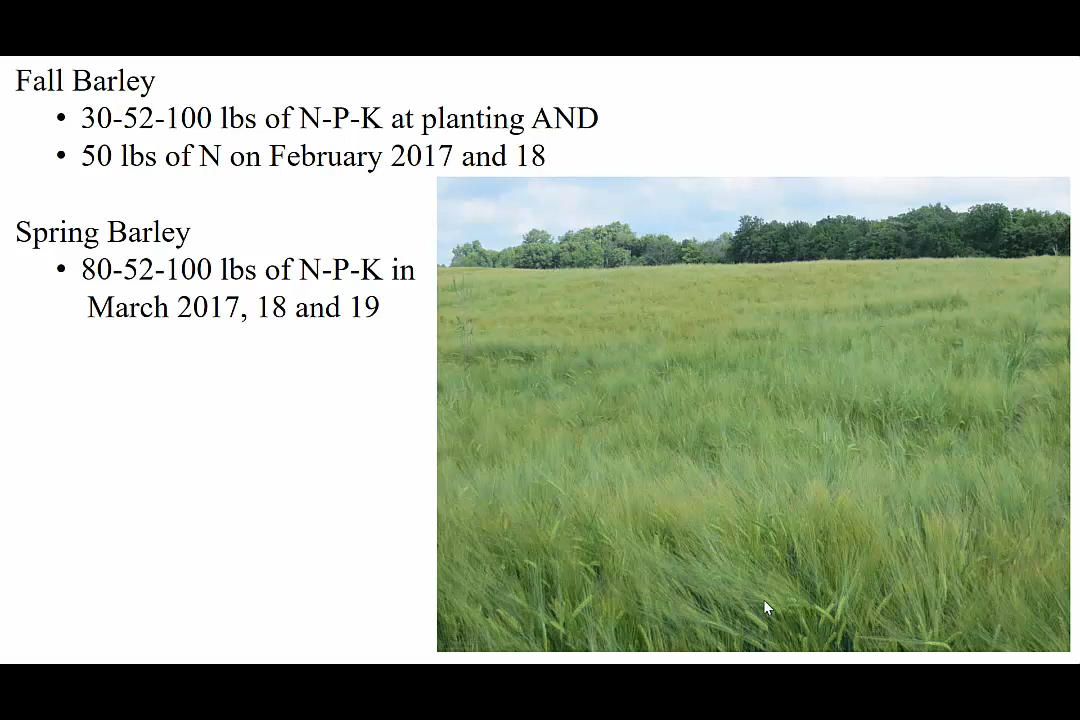 Fall Barley
• 30-52-100 lbs of N-P-K at planting AND
• 50 lbs of N on February 2017 and 18
Spring Barley
• 80-52-100 lbs of N-P-K in
March 2017, 18 and 19